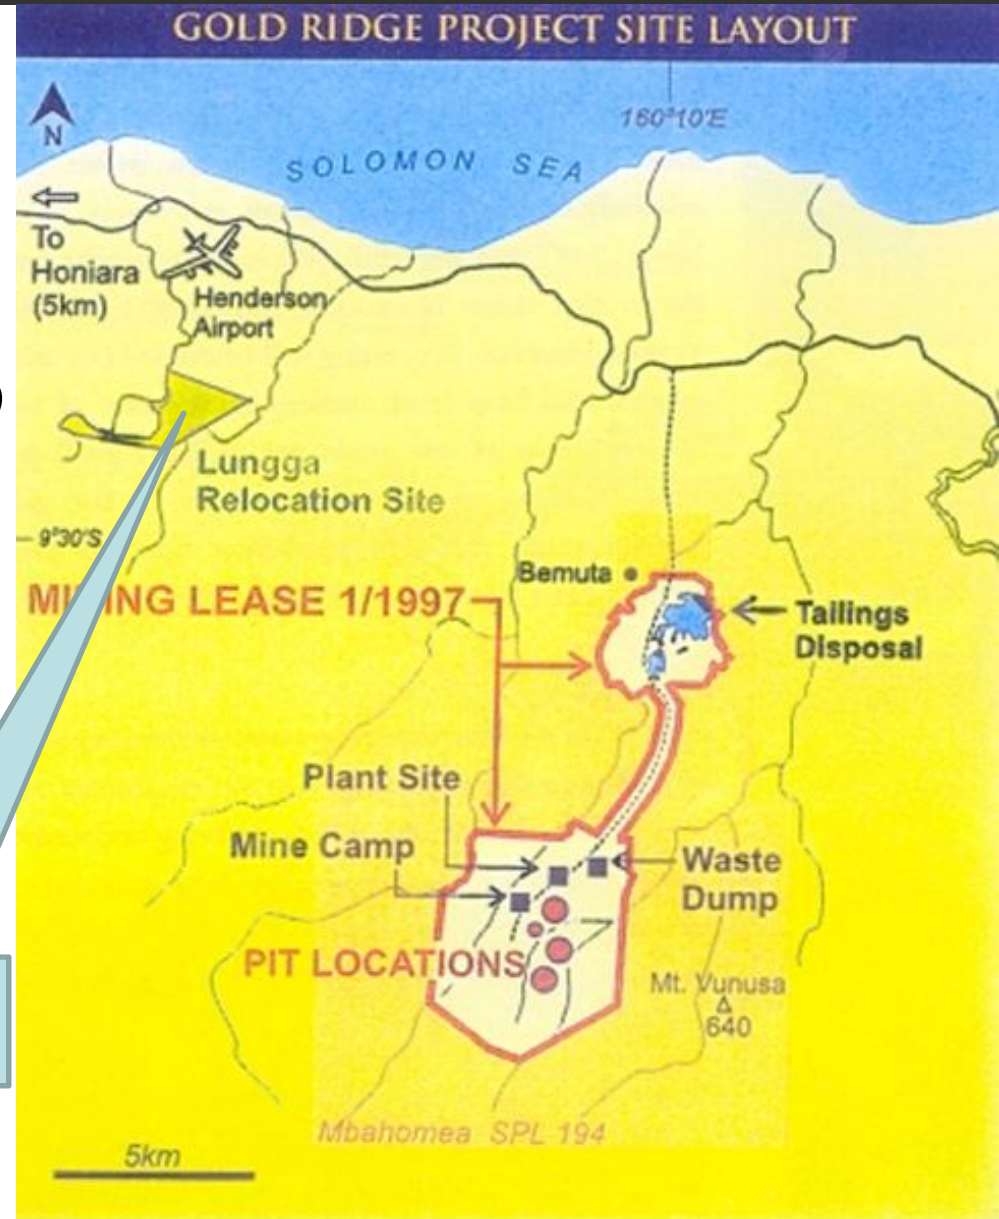 GOLD RIDGE PROJECT SITE LAYOUT
160°10'E
N
SOLOMON SEA
To
Honiara
(5km)
Henderson
Airport
Lungga
Relocation Site
9°30'S
Bemuta
MINING LEASE 1/1997
Tailings
Disposal
Plant Site
Mine Camp
Waste
Dump
PIT LOCATIONS
Mt. Vunusa
640
Mbahomea SPL 194
5km